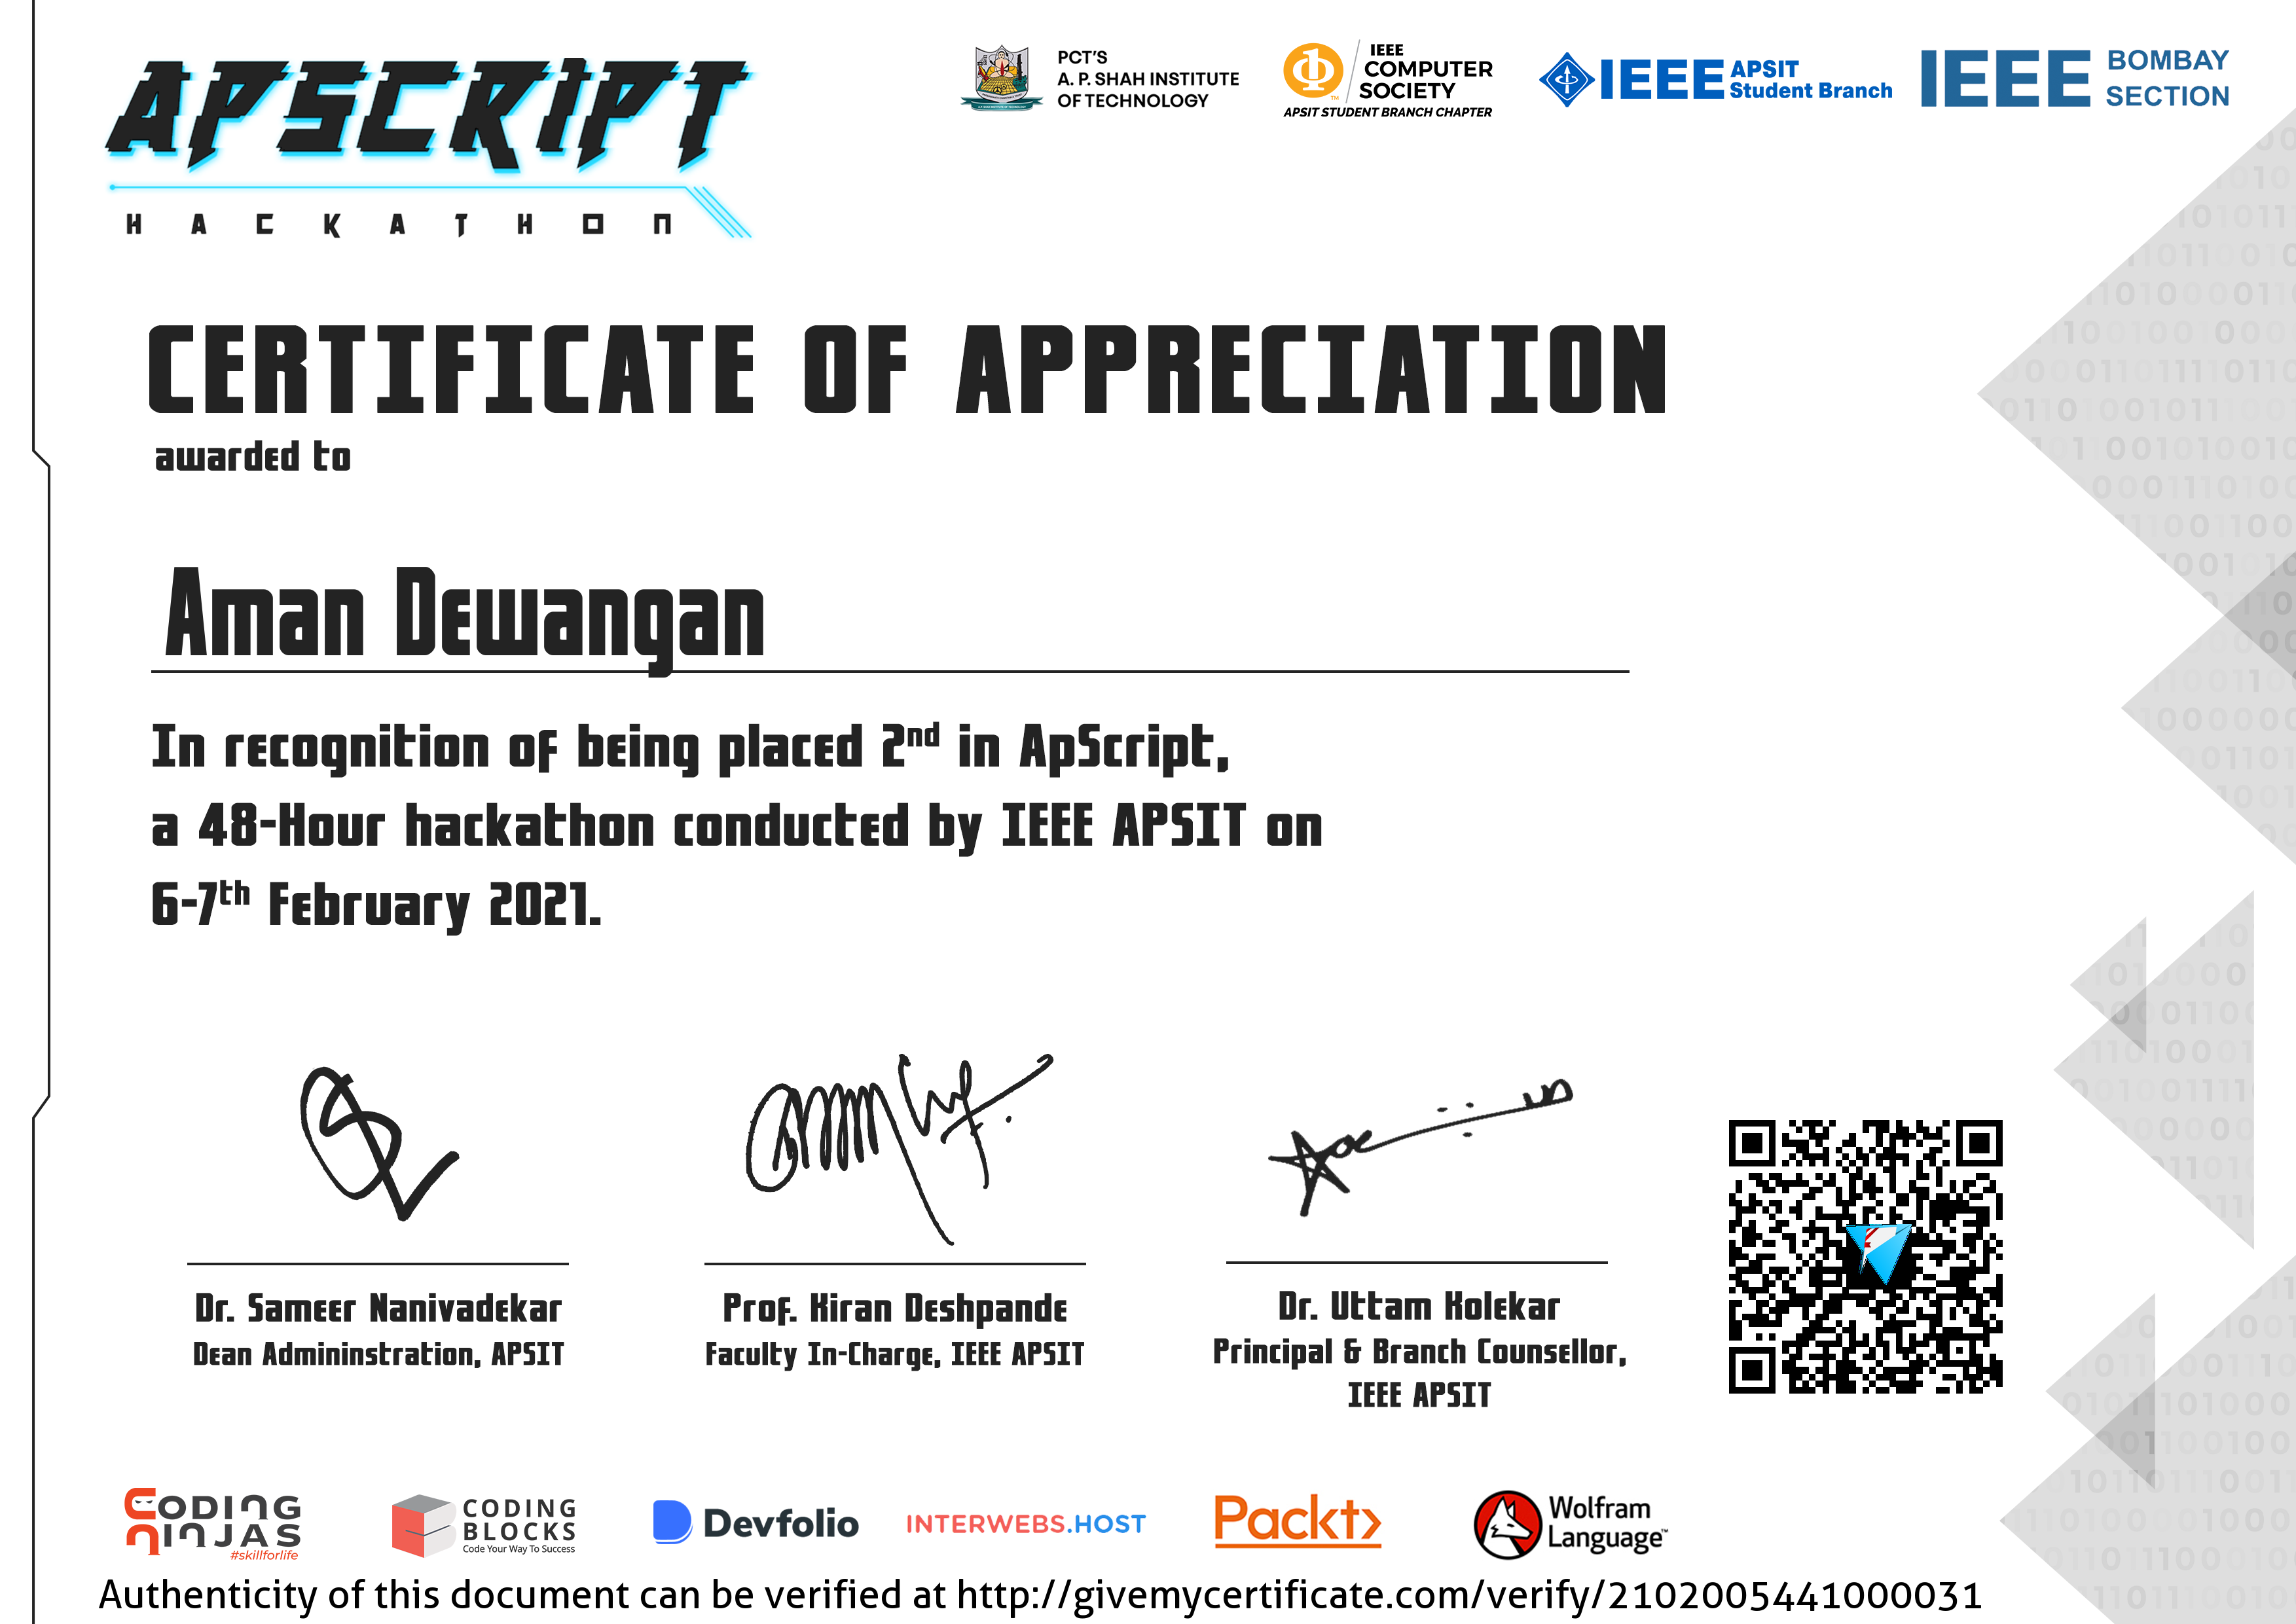 APSCRIPT
HACKATHON
PCT'S
A. P. SHAH INSTITUTE
OF TECHNOLOGY
IEEE
COMPUTER
SOCIETY
APSIT STUDENT BRANCH CHAPTER
IEEE APSIT
Student Branch
IEEE BOMBAY
SECTION
CERTIFICATE OF APPRECIATION
awarded to
Aman Dewangan
In recognition of being placed 2nd in ApScript,
a 48-Hour hackathon conducted by IEEE APSIT on
6-7th February 2021.
Dr. Sameer Nanivadekar
Dean Admininstration, APSIT
Prof. Kiran Deshpande
Faculty In-Charge, IEEE APSIT
Dr. Uttam Kolekar
Principal & Branch Counsellor,
IEEE APSIT
CODING
NINJAS
#skillforlife
CODING
BLOCKS
Code Your Way To Success
Devfolio
INTERWEBS.HOST
Packt>
Wolfram
Language™
Authenticity of this document can be verified at http://givemycertificate.com/verify/2102005441000031